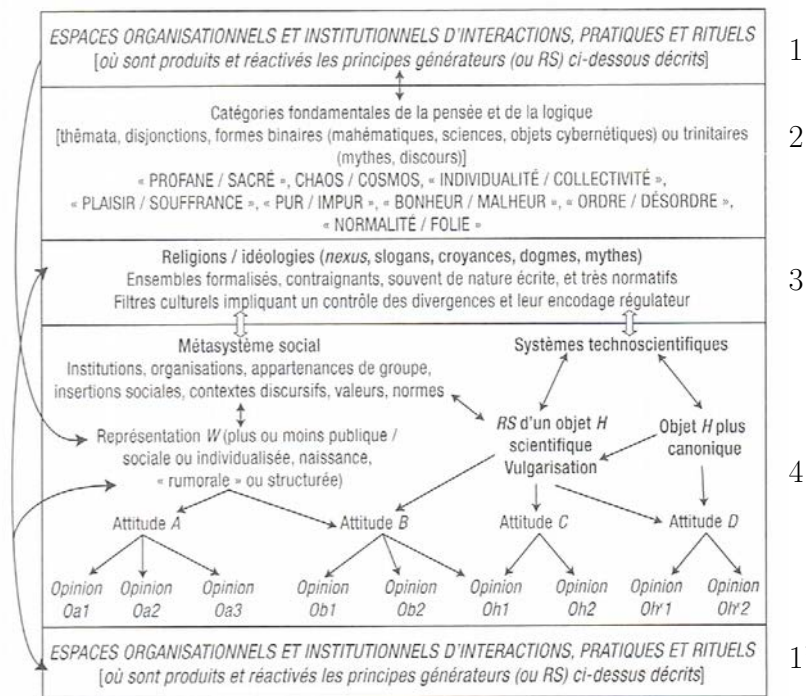 ESPACES ORGANISATIONNELS ET INSTITUTIONNELS D'INTERACTIONS, PRATIQUES ET RITUELS
[où sont produits et réactivés les principes générateurs (ou RS) ci-dessous décrits]
1
Catégories fondamentales de la pensée et de la logique
[thêmata, disjonctions, formes binaires (mahématiques, sciences, objets cybernétiques) ou trinitaires
(mythes, discours)]
« PROFANE / SACRÉ », CHAOS / COSMOS, « INDIVIDUALITÉ / COLLECTIVITÉ »,
« PLAISIR / SOUFFRANCE », « PUR / IMPUR », « BONHEUR / MALHEUR », « ORDRE / DÉSORDRE »,
« NORMALITÉ / FOLIE »
2
Religions / idéologies (nexus, slogans, croyances, dogmes, mythes)
Ensembles formalisés, contraignants, souvent de nature écrite, et très normatifs
Filtres culturels impliquant un contrôle des divergences et leur encodage régulateur
3
Métasystème social
Institutions, organisations, appartenances de groupe,
insertions sociales, contextes discursifs, valeurs, normes
Systèmes technoscientifiques
Représentation W (plus ou moins publique /
sociale ou individualisée, naissance,
« rumorale » ou structurée)
RS d'un objet H
scientifique
Vulgarisation
Objet H plus
canonique
4
Attitude A
Attitude B
Attitude C
Attitude D
Opinion
Oa1
Opinion
Oa2
Opinion
Oa3
Opinion
Ob1
Opinion
Ob2
Opinion
Oh1
Opinion
Oh2
Opinion
Oh'1
Opinion
Oh'2
ESPACES ORGANISATIONNELS ET INSTITUTIONNELS D'INTERACTIONS, PRATIQUES ET RITUELS
[où sont produits et réactivés les principes générateurs (ou RS) ci-dessus décrits]
1